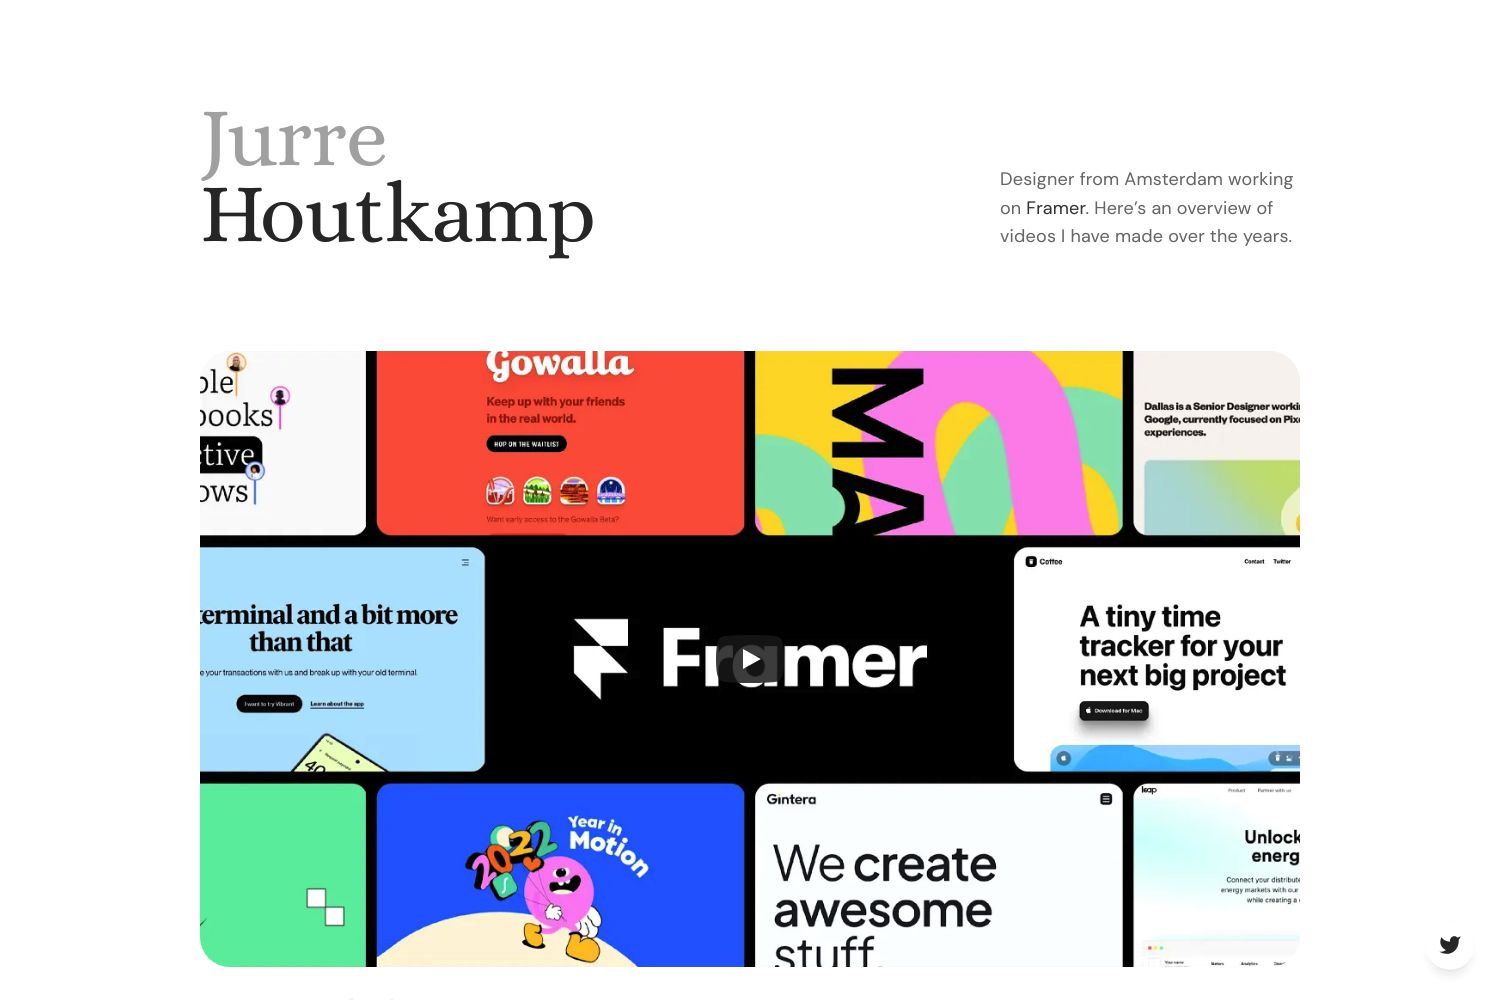 Jurre
Houtkamp
Designer from Amsterdam working
on Framer. Here’s an overview of
videos I have made over the years.
ple
books
ctive
ows
Gowalla
Keep up with your friends
in the real world.
HOP ON THE WAITLIST
Want early access to the Gowalla Beta?
MA
Dallas is a Senior Designer worki
Google, currently focused on Pix
experiences.
terminal and a bit more
than that
e your transactions with us and break up with your old terminal
I want to try Vibrant
Learn about the app
40
Framer
Coffee
Contact
Twitter
A tiny time
tracker for your
next big project
Download for Mac
2022
Year in
Motion
Gintera
We create
awesome
stuff.
leap
Product
Partner with us
Unlock
energ
Connect your distribute
energy markets with our
while creating a
Your name
Meters
Analytics